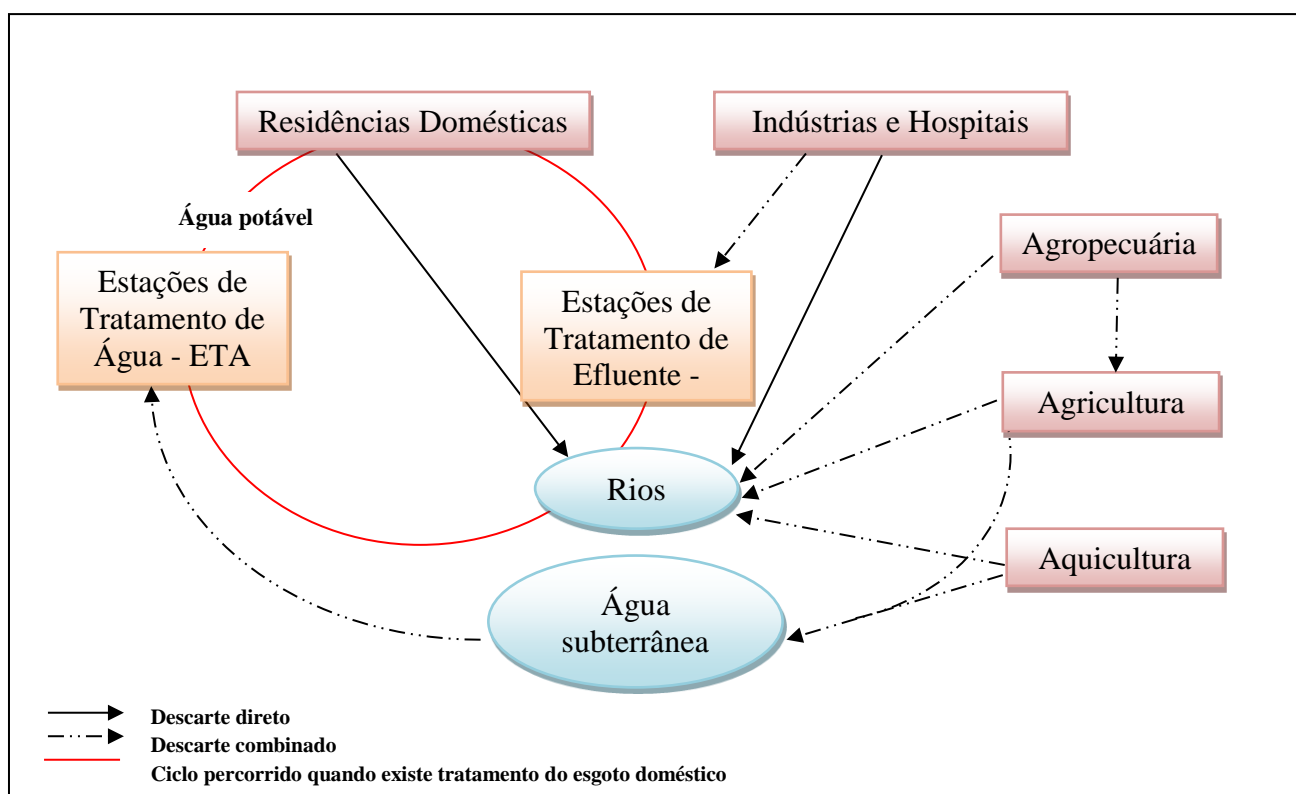 Residências Domésticas
Indústrias e Hospitais
Água potável
Agropecuária
Estações de
Tratamento de
Água - ETA
Estações de
Tratamento de
Efluente -
Agricultura
Rios
Aquicultura
Água
subterrânea
Descarte direto
Descarte combinado
Ciclo percorrido quando existe tratamento do esgoto doméstico